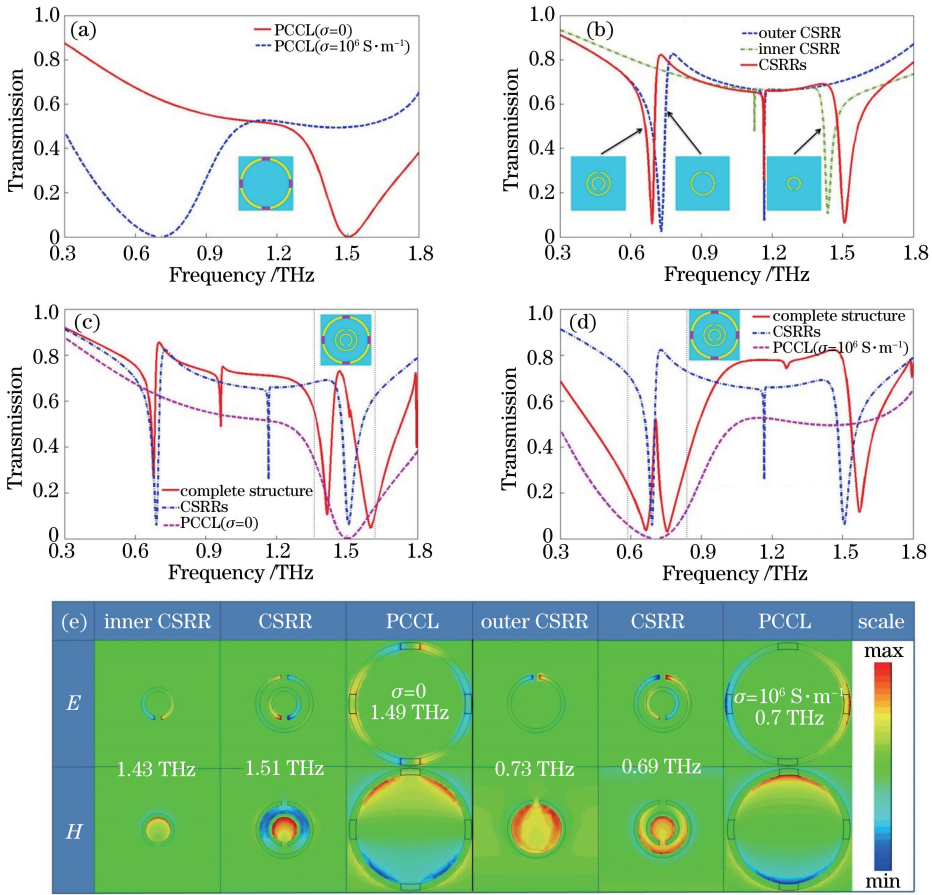 (a)
PCCL(σ=0)
PCCL(σ=10⁶ S·m⁻¹)
Transmission
1.0
0.8
0.6
0.4
0.2
0
0.3 0.6 0.9 1.2 1.5 1.8
Frequency /THz
(b)
outer CSRR
inner CSRR
CSRRs
Transmission
1.0
0.8
0.6
0.4
0.2
0
0.3 0.6 0.9 1.2 1.5 1.8
Frequency /THz
(c)
complete structure
CSRRs
PCCL(σ=0)
Transmission
1.0
0.8
0.6
0.4
0.2
0
0.3 0.6 0.9 1.2 1.5 1.8
Frequency /THz
(d)
complete structure
CSRRs
PCCL(σ=10⁶ S·m⁻¹)
Transmission
1.0
0.8
0.6
0.4
0.2
0
0.3 0.6 0.9 1.2 1.5 1.8
Frequency /THz
(e) inner CSRR CSRR PCCL outer CSRR CSRR PCCL scale
E
σ=0
1.49 THz
σ=10⁶ S·m⁻¹
0.7 THz
max
1.43 THz 1.51 THz 0.73 THz 0.69 THz
H
min